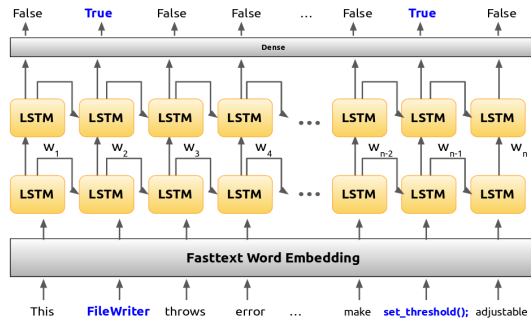 False True False False ... False True False
Dense
LSTM LSTM LSTM LSTM ... LSTM LSTM LSTM
w1 w2 w3 w4 wn-2 wn-1 wn
LSTM LSTM LSTM LSTM ... LSTM LSTM LSTM
Fasttext Word Embedding
This FileWriter throws error ... make set_threshold(); adjustable